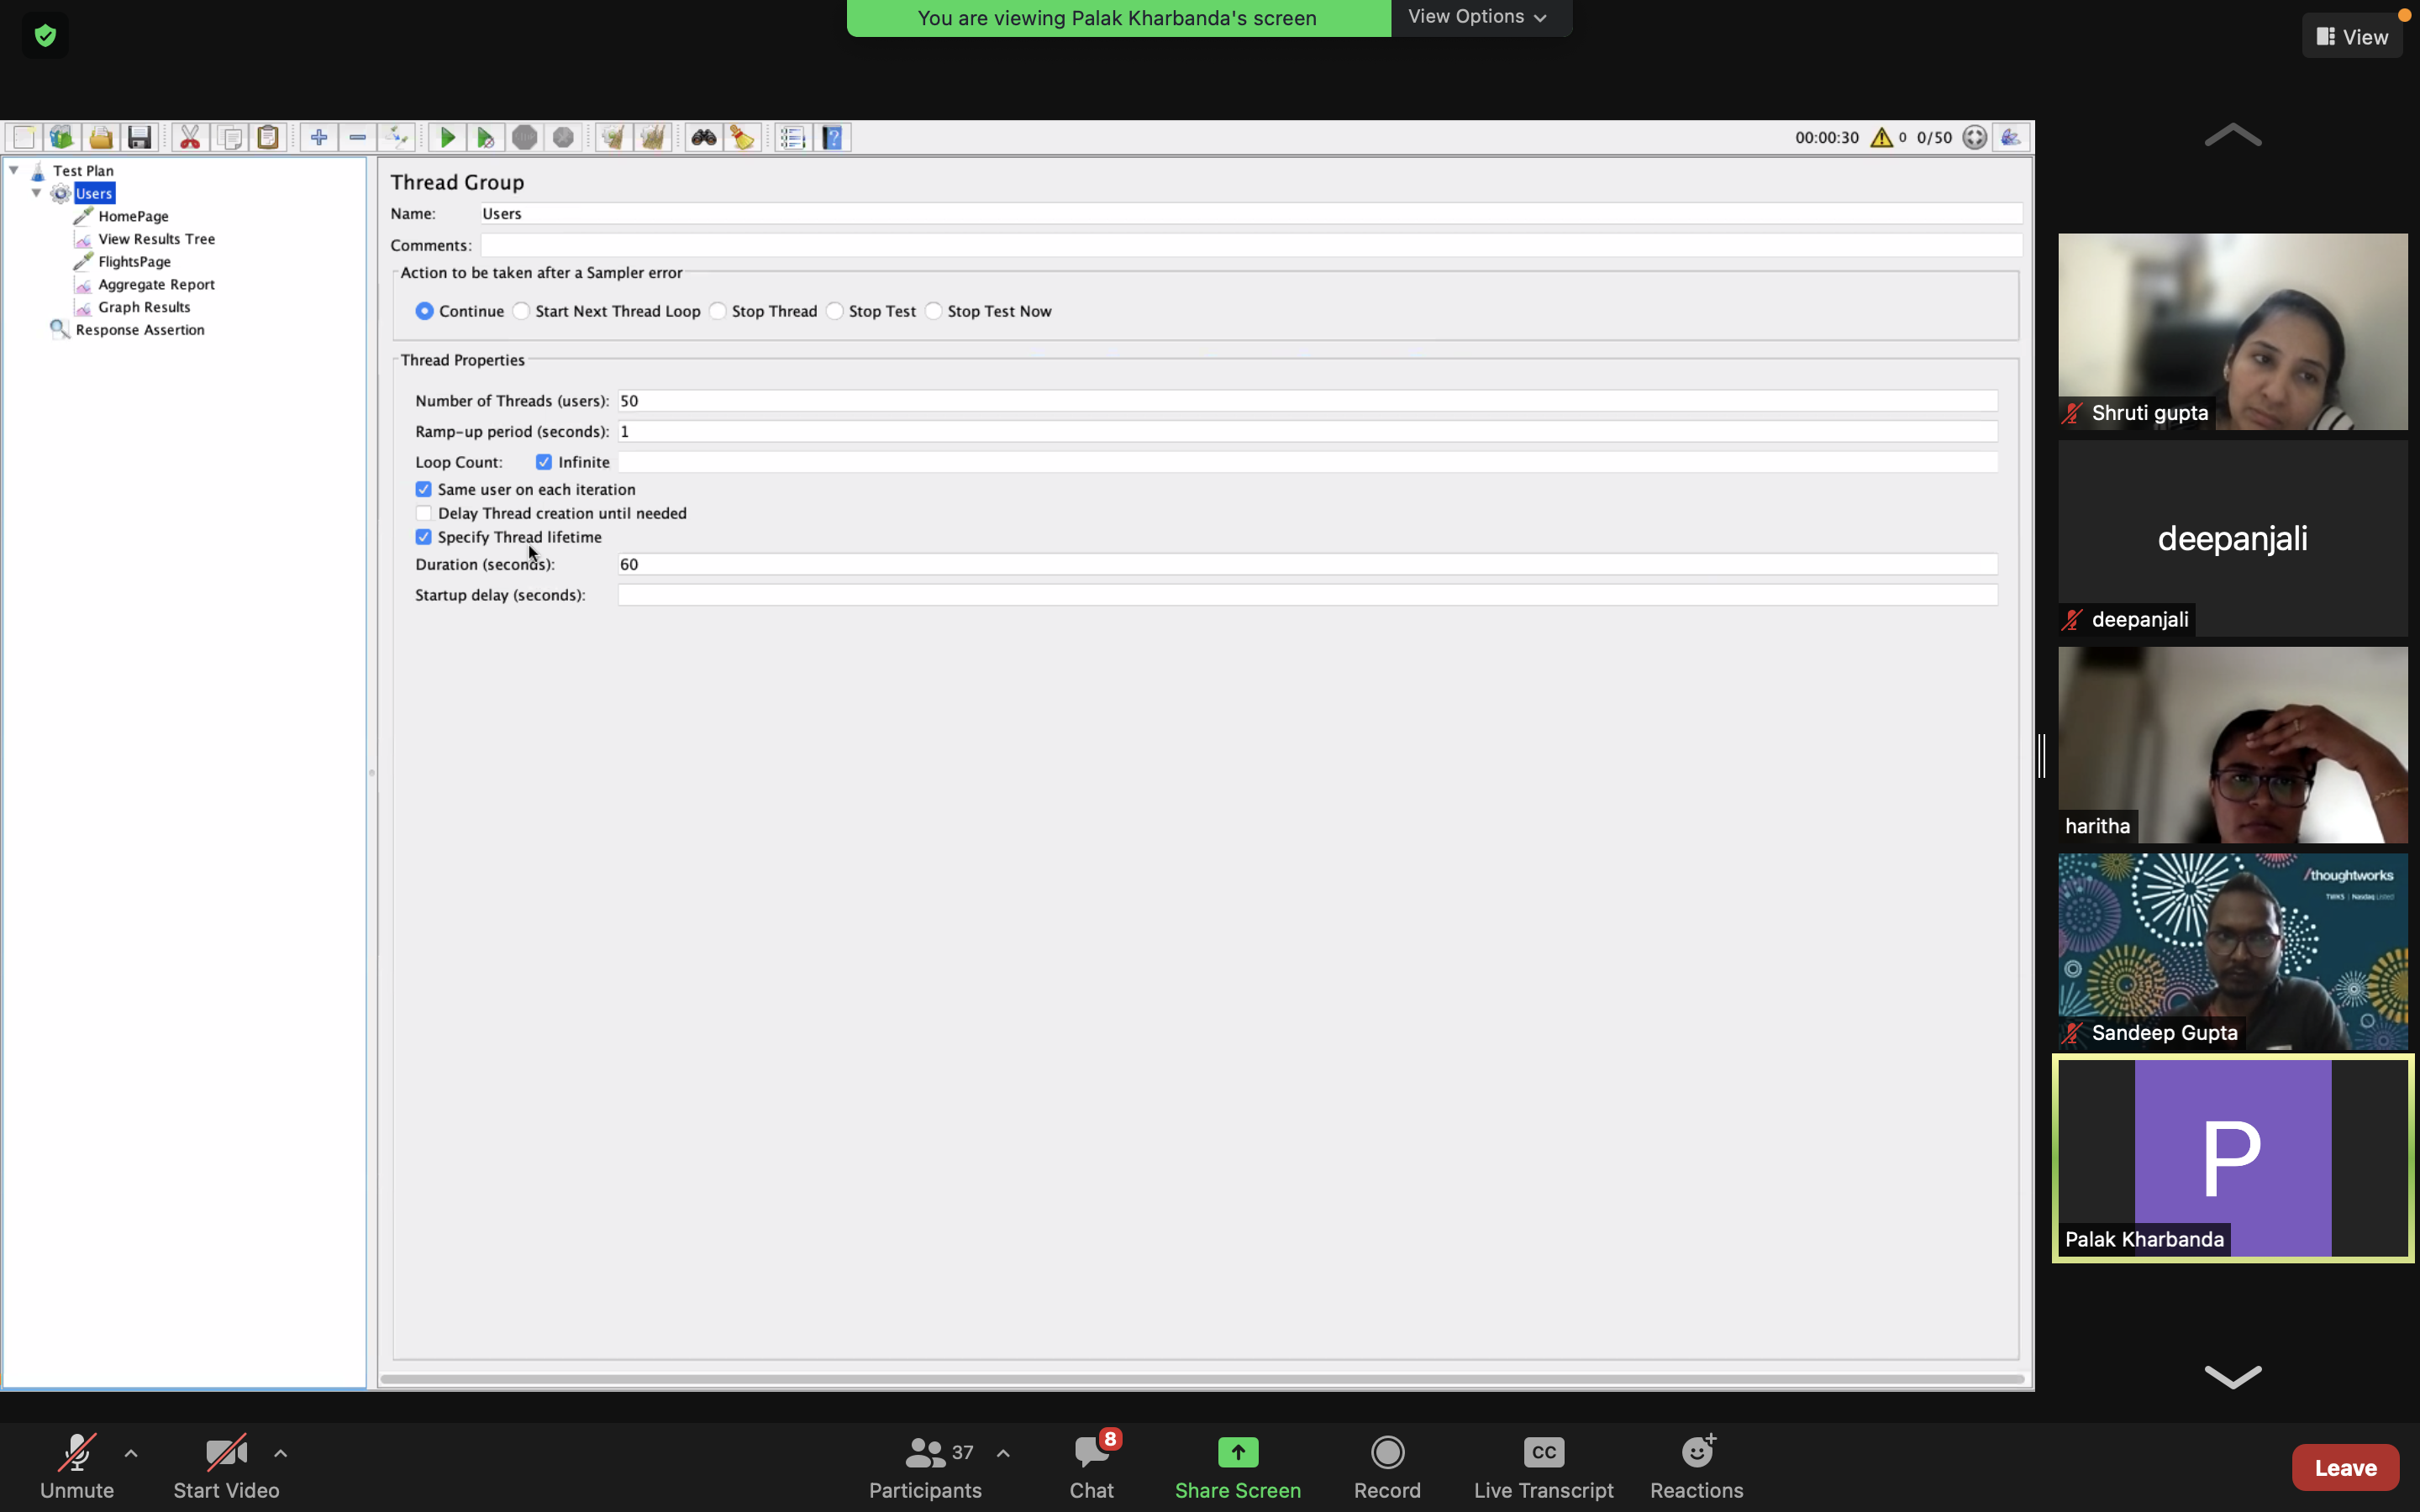 You are viewing Palak Kharbanda's screen
View Options
View
00:00:30
0
0/50
Test Plan
Users
HomePage
View Results Tree
FlightsPage
Aggregate Report
Graph Results
Response Assertion
Thread Group
Name: Users
Comments:
Action to be taken after a Sampler error
Continue Start Next Thread Loop Stop Thread Stop Test Stop Test Now
Thread Properties
Number of Threads (users): 50
Ramp-up period (seconds): 1
Loop Count: Infinite
Same user on each iteration
Delay Thread creation until needed
Specify Thread lifetime
Duration (seconds): 60
Startup delay (seconds):
Shruti gupta
deepanjali
deepanjali
haritha
/thoughtworks
TWKS | Nasdaq Listed
Sandeep Gupta
P
Palak Kharbanda
Unmute
Start Video
37
Participants
8
Chat
Share Screen
Record
CC
Live Transcript
Reactions
Leave